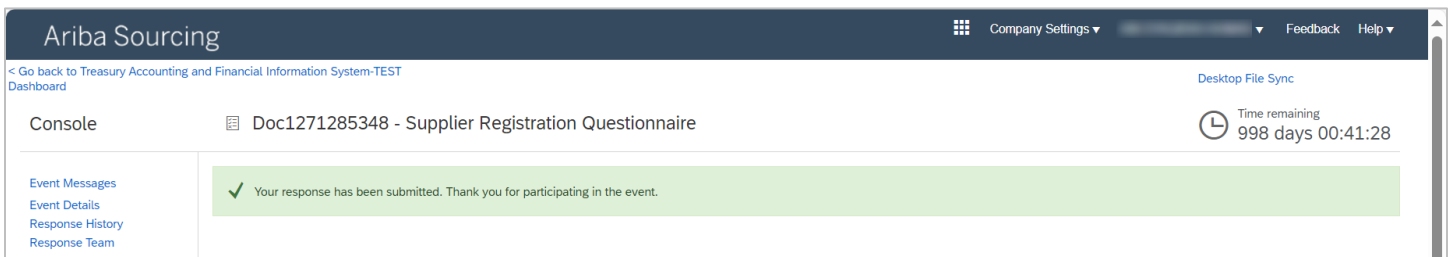 Ariba Sourcing
Company Settings ▾
Feedback
Help ▾
< Go back to Treasury Accounting and Financial Information System-TEST
Dashboard
Desktop File Sync
Console
Doc1271285348 - Supplier Registration Questionnaire
Time remaining
998 days 00:41:28
Event Messages
Event Details
Response History
Response Team
Your response has been submitted. Thank you for participating in the event.